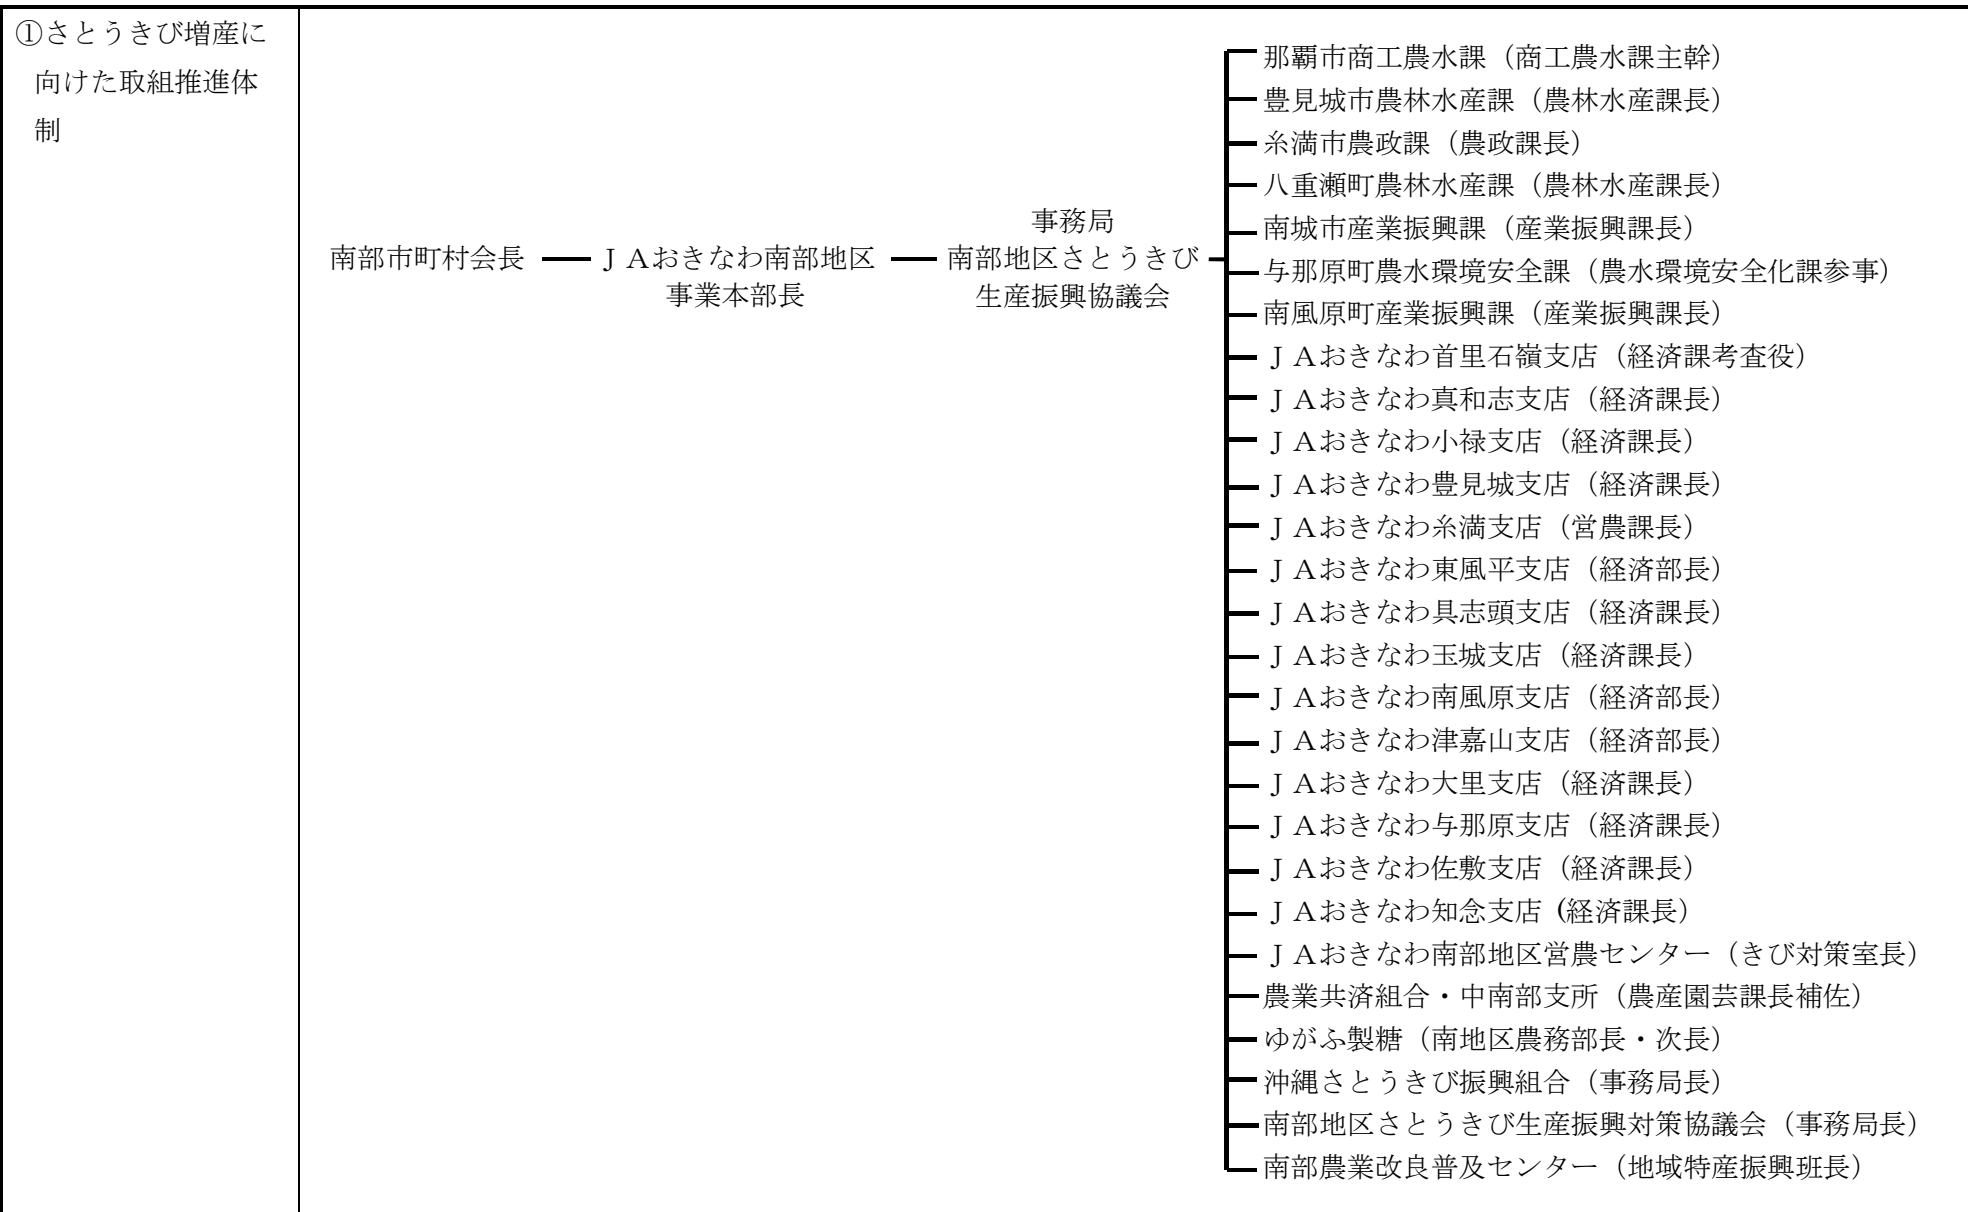 ①さとうきび増産に
向けた取組推進体
制
南部市町村会長
ＪＡおきなわ南部地区
事業本部長
事務局
南部地区さとうきび
生産振興協議会
那覇市商工農水課（商工農水課主幹）
豊見城市農林水産課（農林水産課長）
糸満市農政課（農政課長）
八重瀬町農林水産課（農林水産課長）
南城市産業振興課（産業振興課長）
与那原町農水環境安全課（農水環境安全化課参事）
南風原町産業振興課（産業振興課長）
ＪＡおきなわ首里石嶺支店（経済課考査役）
ＪＡおきなわ真和志支店（経済課長）
ＪＡおきなわ小禄支店（経済課長）
ＪＡおきなわ豊見城支店（経済課長）
ＪＡおきなわ糸満支店（営農課長）
ＪＡおきなわ東風平支店（経済部長）
ＪＡおきなわ具志頭支店（経済課長）
ＪＡおきなわ玉城支店（経済課長）
ＪＡおきなわ南風原支店（経済部長）
ＪＡおきなわ津嘉山支店（経済部長）
ＪＡおきなわ大里支店（経済課長）
ＪＡおきなわ与那原支店（経済課長）
ＪＡおきなわ佐敷支店（経済課長）
ＪＡおきなわ知念支店 (経済課長）
ＪＡおきなわ南部地区営農センター（きび対策室長）
農業共済組合・中南部支所（農産園芸課長補佐）
ゆがふ製糖（南地区農務部長・次長）
沖縄さとうきび振興組合（事務局長）
南部地区さとうきび生産振興対策協議会（事務局長）
南部農業改良普及センター（地域特産振興班長）